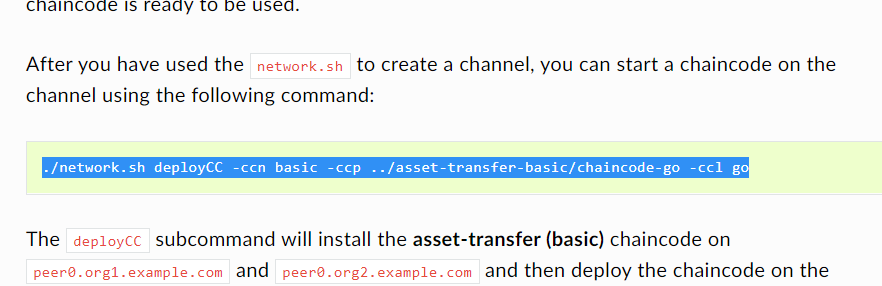 chaincode is ready to be used.
After you have used the network.sh to create a channel, you can start a chaincode on the
channel using the following command:
./network.sh deployCC -ccn basic -ccp ../asset-transfer-basic/chaincode-go -ccl go
The deployCC subcommand will install the asset-transfer (basic) chaincode on
peer0.org1.example.com and peer0.org2.example.com and then deploy the chaincode on the